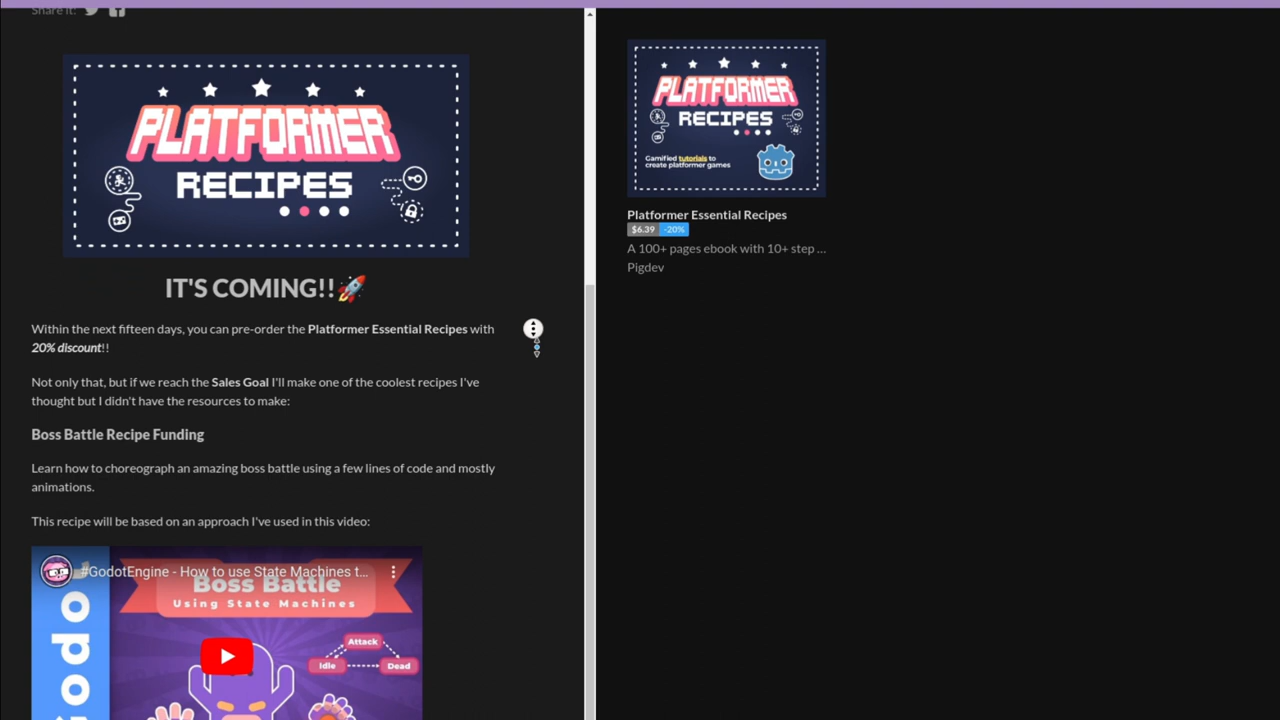 Share it:
PLATFORMER
RECIPES
IT'S COMING!!🚀
Within the next fifteen days, you can pre-order the Platformer Essential Recipes with
20% discount!!
Not only that, but if we reach the Sales Goal I'll make one of the coolest recipes I've
thought but I didn't have the resources to make:
Boss Battle Recipe Funding
Learn how to choreograph an amazing boss battle using a few lines of code and mostly
animations.
This recipe will be based on an approach I've used in this video:
#GodotEngine - How to use State Machines t...
Boss Battle
Using State Machines
Attack
Idle
Dead
Godo
PLATFORMER
RECIPES
Gamified tutorials to
create platformer games
Platformer Essential Recipes
$6.39 -20%
A 100+ pages ebook with 10+ step ...
Pigdev